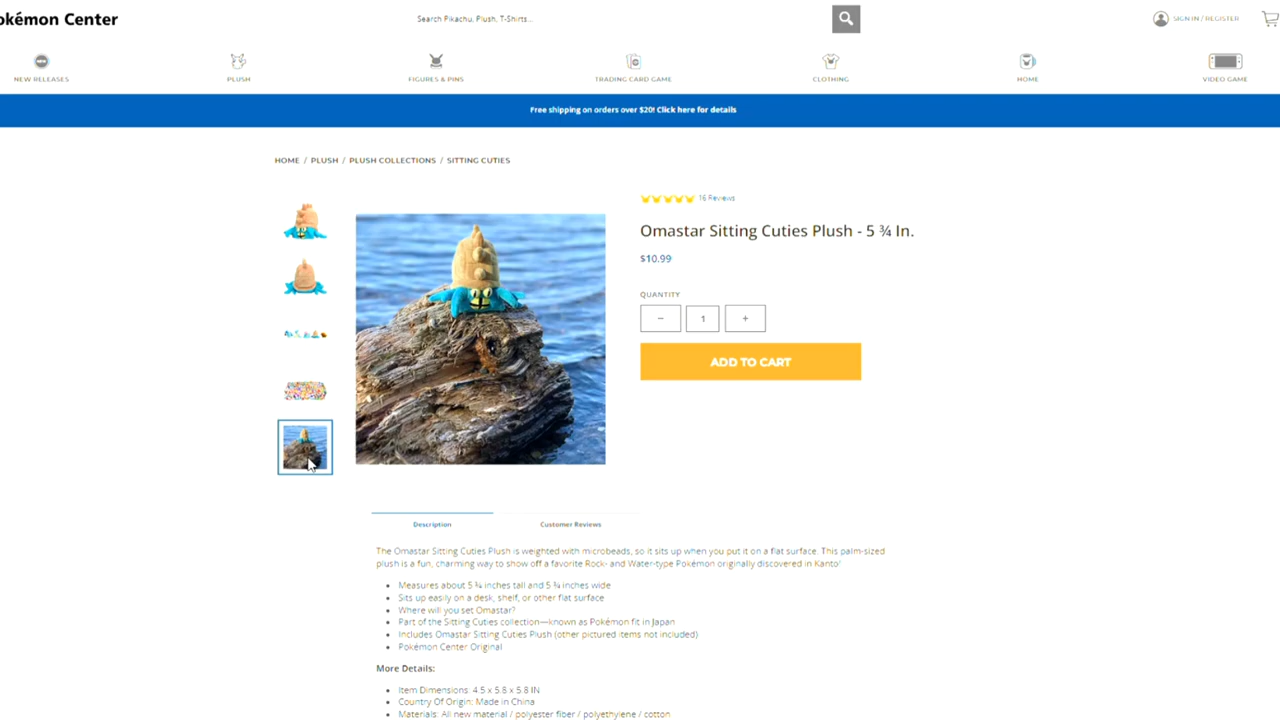 okémon Center
Search Pikachu, Plush, T-Shirts...
SIGN IN / REGISTER
NEW RELEASES
PLUSH
FIGURES & PINS
TRADING CARD GAME
CLOTHING
HOME
VIDEO GAME
Free shipping on orders over $20! Click here for details
HOME / PLUSH / PLUSH COLLECTIONS / SITTING CUTIES
16 Reviews
Omastar Sitting Cuties Plush - 5 ¾ In.
$10.99
QUANTITY
− 1 +
ADD TO CART
Description
Customer Reviews
The Omastar Sitting Cuties Plush is weighted with microbeads, so it sits up when you put it on a flat surface. This palm-sized
plush is a fun, charming way to show off a favorite Rock- and Water-type Pokémon originally discovered in Kanto!
Measures about 5 ¾ inches tall and 5 ¾ inches wide
Sits up easily on a desk, shelf, or other flat surface
Where will you set Omastar?
Part of the Sitting Cuties collection—known as Pokémon fit in Japan
Includes Omastar Sitting Cuties Plush (other pictured items not included)
Pokémon Center Original
More Details:
Item Dimensions: 4.5 x 5.8 x 5.8 IN
Country Of Origin: Made in China
Materials: All new material / polyester fiber / polyethylene / cotton